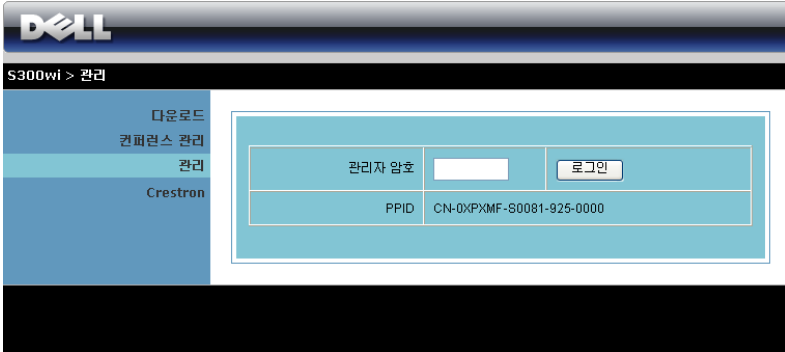 DELL
S300wi > 관리
다운로드
컨퍼런스 관리
관리
Crestron
관리자 암호
로그인
PPID
CN-0XPXMF-S0081-925-0000